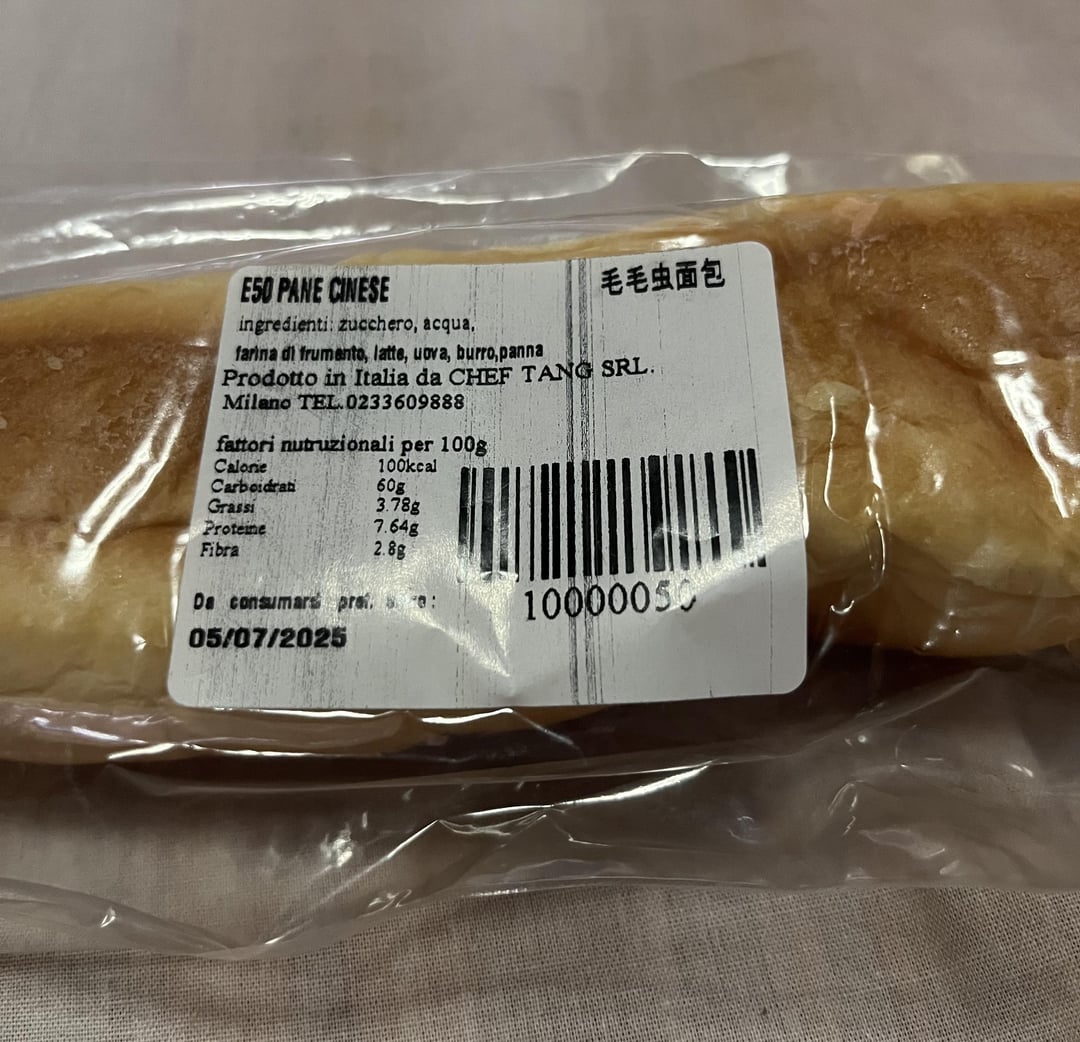 E50 PANE CINESE
毛毛虫面包
ingredienti: zucchero, acqua,
farina di frumento, latte, uova, burro,panna
Prodotto in Italia da CHEF TANG SRL.
Milano TEL.0233609888
fattori nutruzionali per 100g
Calorie 100kcal
Carboidrati 60g
Grassi 3.78g
Proteine 7.64g
Fibra 2.8g
Da consumarsi pref.
05/07/2025
10000050